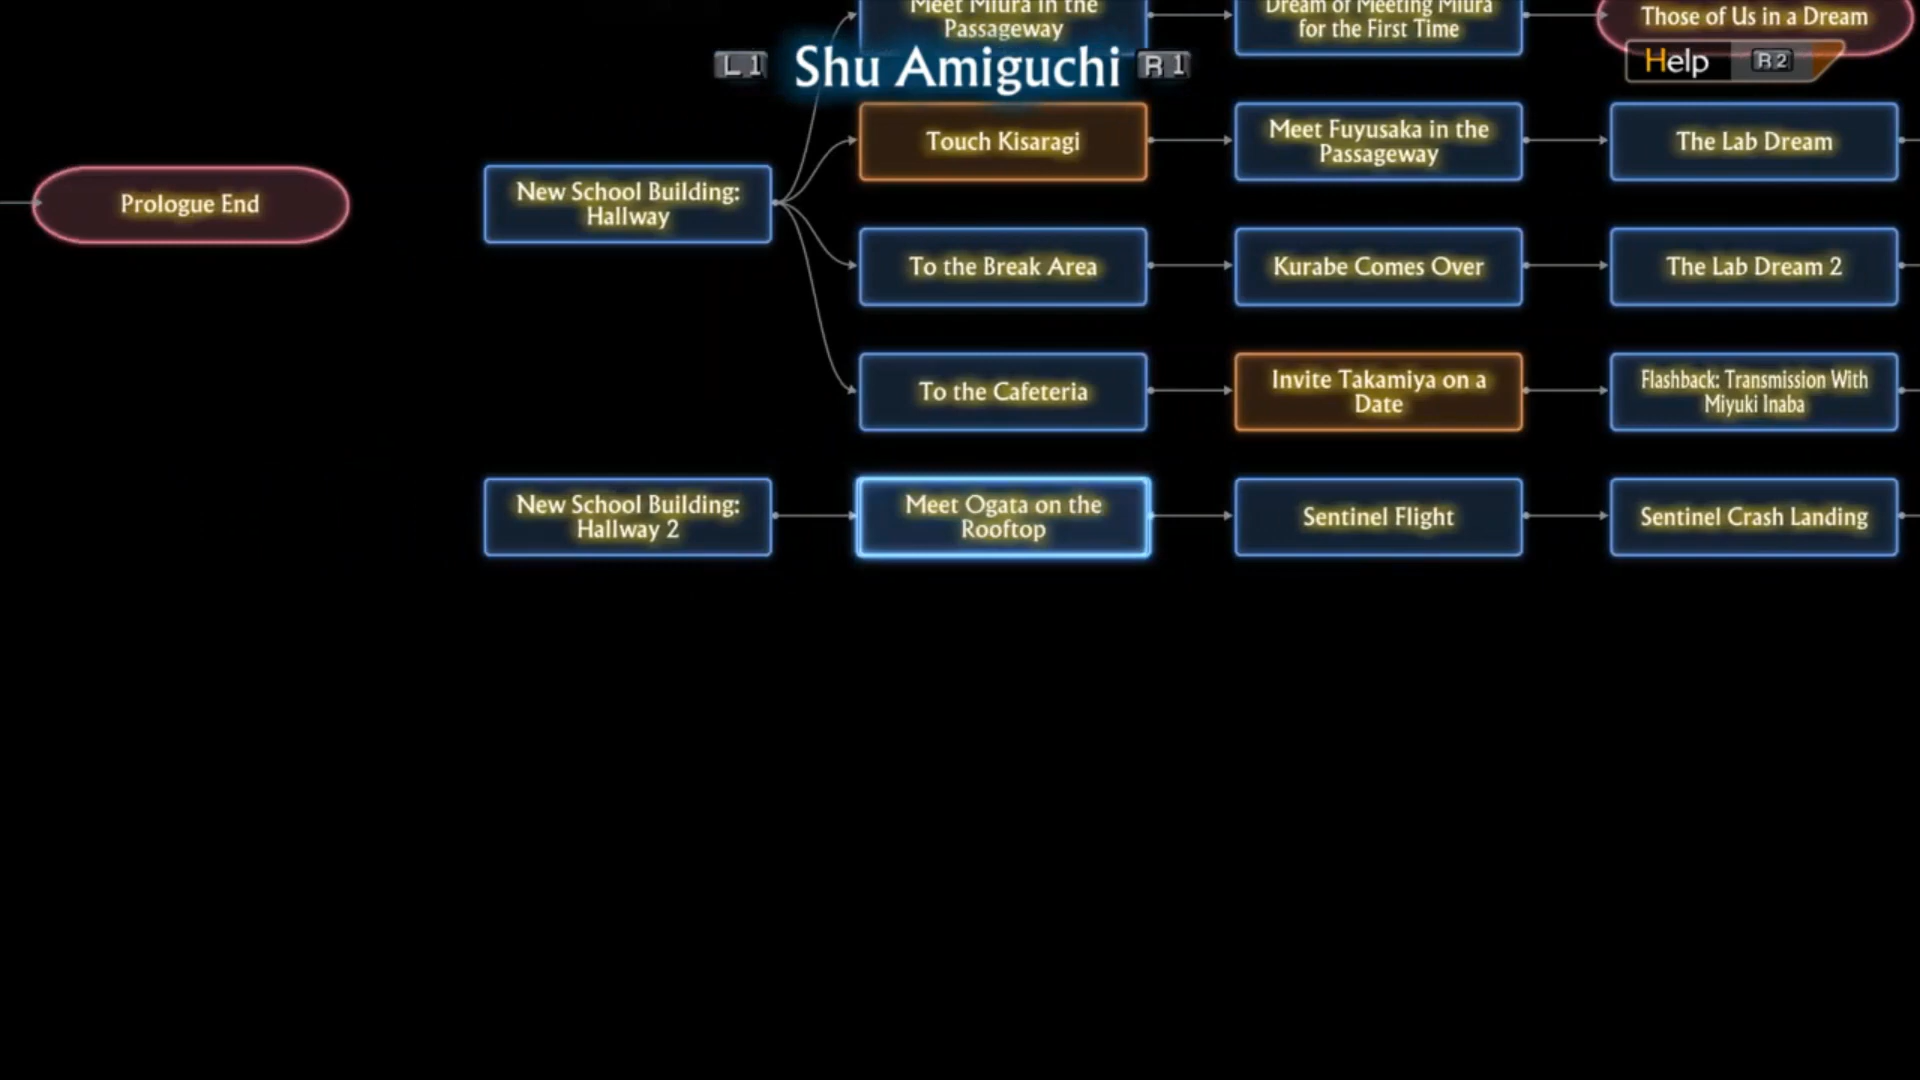 Meet Miura in the
Passageway
Dream of Meeting Miura
for the First Time
Those of Us in a Dream
L1
Shu Amiguchi
R1
Help
R2
Touch Kisaragi
Meet Fuyusaka in the
Passageway
The Lab Dream
Prologue End
New School Building:
Hallway
To the Break Area
Kurabe Comes Over
The Lab Dream 2
To the Cafeteria
Invite Takamiya on a
Date
Flashback: Transmission With
Miyuki Inaba
New School Building:
Hallway 2
Meet Ogata on the
Rooftop
Sentinel Flight
Sentinel Crash Landing